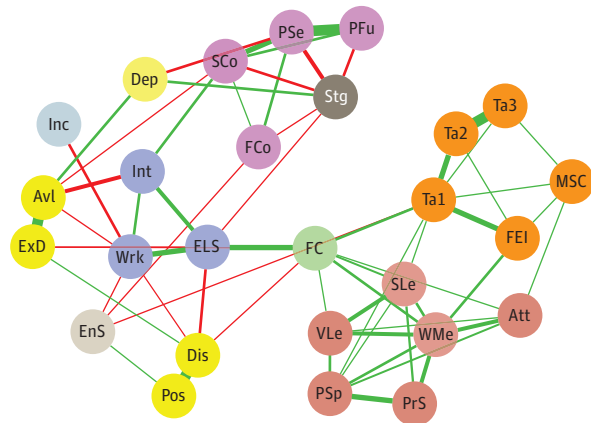 PSe
PFu
SCo
Dep
Stg
Ta3
Inc
Ta2
FCo
Int
MSC
Avl
Ta1
FEI
ExD
Wrk
ELS
FC
SLe
EnS
VLe
WMe
Att
Dis
Pos
PSp
PrS